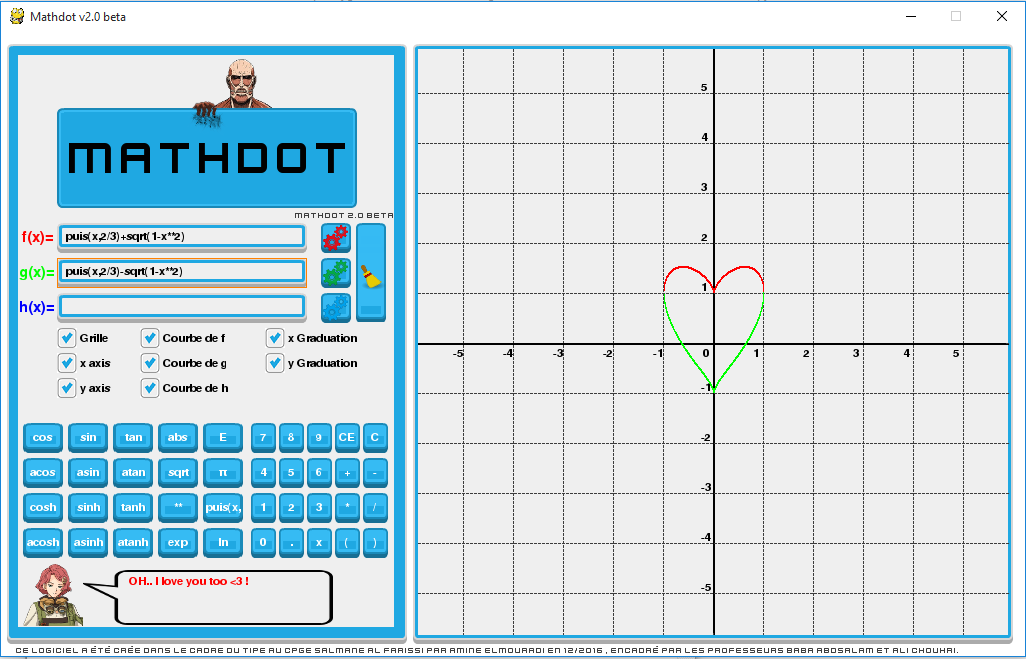 Mathdot v2.0 beta
MATHDOT
MATHDOT 2.0 BETA
f(x)= puis(x,2/3)+sqrt(1-x**2)
g(x)= puis(x,2/3)-sqrt(1-x**2)
h(x)=
Grille Courbe de f x Graduation
x axis Courbe de g y Graduation
y axis Courbe de h
cos sin tan abs E 7 8 9 CE C
acos asin atan sqrt π 4 5 6 + -
cosh sinh tanh ** puis(x, 1 2 3 * /
acosh asinh atanh exp ln 0 . x ( )
OH.. I love you too <3 !
5
4
3
2
1
-5 -4 -3 -2 -1 0 1 2 3 4 5
-1
-2
-3
-4
-5
CE LOGICIEL A ÉTÉ CRÉE DANS LE CADRE DU TIPE AU CPGE SALMANE AL FARISSI PAR AMINE ELMOURADI EN 12/2016 , ENCADRÉ PAR LES PROFESSEURS BABA ABDSALAM ET ALI CHOUHAI.